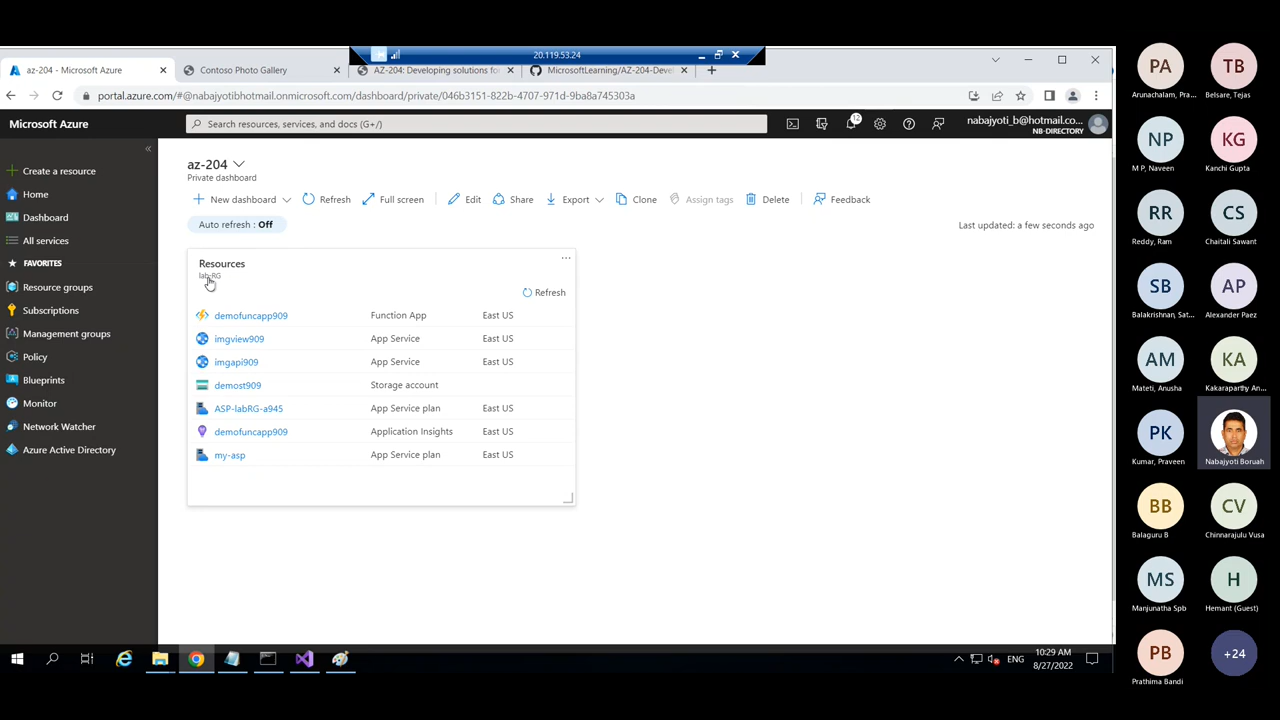 20.119.53.24
az-204 - Microsoft Azure
Contoso Photo Gallery
AZ-204: Developing solutions fo
MicrosoftLearning/AZ-204-Deve
portal.azure.com/#@nabajyotibhotmail.onmicrosoft.com/dashboard/private/046b3151-822b-4707-971d-9ba8a745303a
Microsoft Azure
Search resources, services, and docs (G+/)
12
nabajyoti_b@hotmail.co...
NB-DIRECTORY
Create a resource
Home
Dashboard
All services
FAVORITES
Resource groups
Subscriptions
Management groups
Policy
Blueprints
Monitor
Network Watcher
Azure Active Directory
az-204
Private dashboard
New dashboard
Refresh
Full screen
Edit
Share
Export
Clone
Assign tags
Delete
Feedback
Auto refresh : Off
Last updated: a few seconds ago
Resources
lab-RG
Refresh
demofuncapp909 Function App East US
imgview909 App Service East US
imgapi909 App Service East US
demost909 Storage account
ASP-labRG-a945 App Service plan East US
demofuncapp909 Application Insights East US
my-asp App Service plan East US
ENG
10:29 AM
8/27/2022
PA
Arunachalam, Pra...
TB
Belsare, Tejas
NP
M P, Naveen
KG
Kanchi Gupta
RR
Reddy, Ram
CS
Chaitali Sawant
SB
Balakrishnan, Sat...
AP
Alexander Paez
AM
Mateti, Anusha
KA
Kakaraparthy An...
PK
Kumar, Praveen
Nabajyoti Boruah
BB
Balaguru B
CV
Chinnarajulu Vusa
MS
Manjunatha Spb
H
Hemant (Guest)
PB
Prathima Bandi
+24